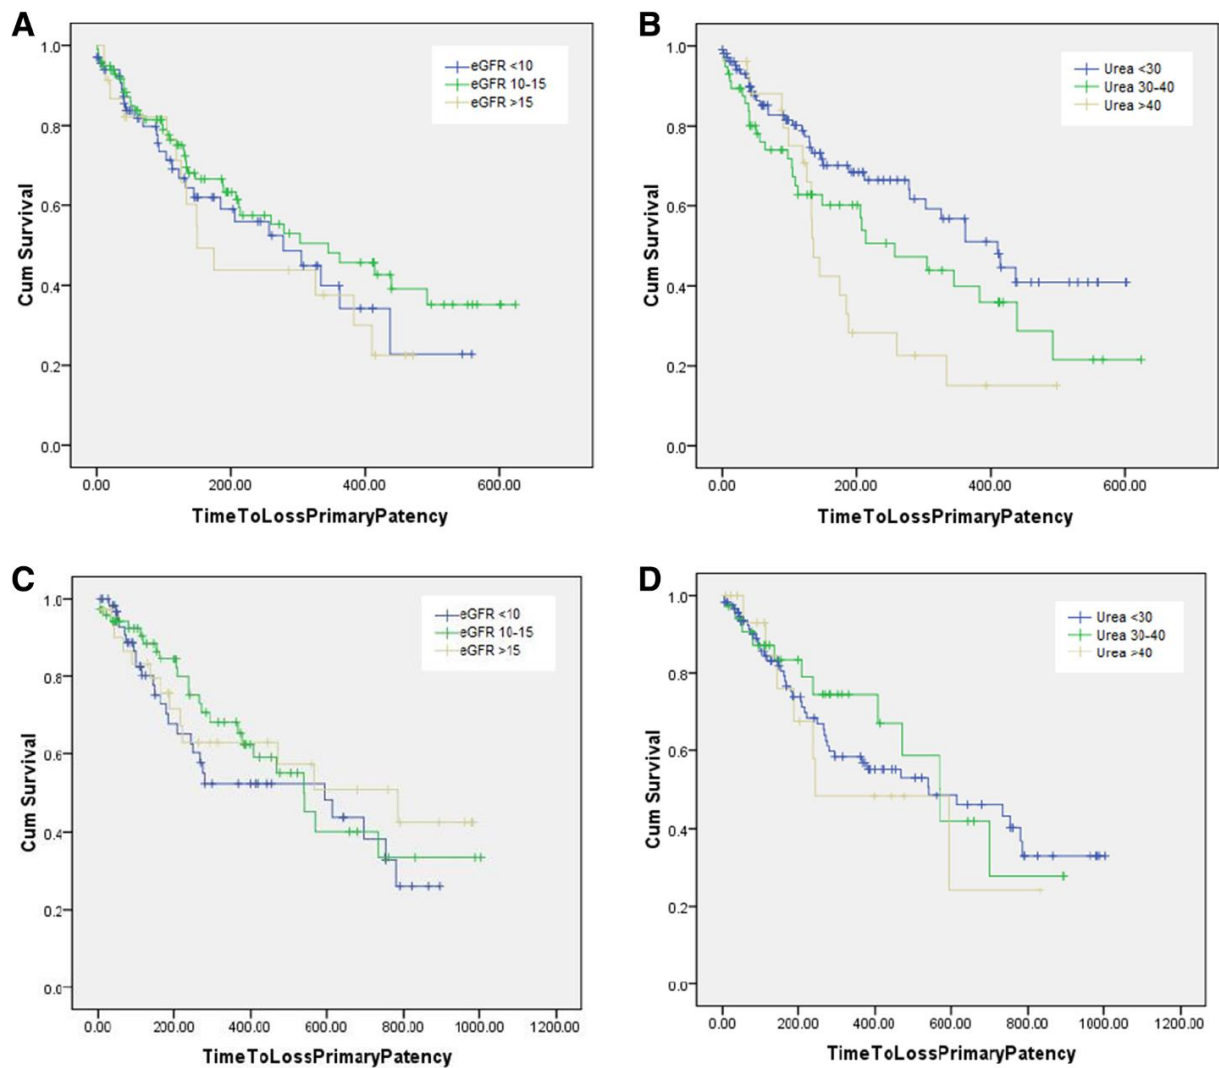 A
Cum Survival
1.0
0.8
0.6
0.4
0.2
0.0
eGFR <10
eGFR 10-15
eGFR >15
0.00 200.00 400.00 600.00
TimeToLossPrimaryPatency
B
Cum Survival
1.0
0.8
0.6
0.4
0.2
0.0
Urea <30
Urea 30-40
Urea >40
0.00 200.00 400.00 600.00
TimeToLossPrimaryPatency
C
Cum Survival
1.0
0.8
0.6
0.4
0.2
0.0
eGFR <10
eGFR 10-15
eGFR >15
0.00 200.00 400.00 600.00 800.00 1000.00 1200.00
TimeToLossPrimaryPatency
D
Cum Survival
1.0
0.8
0.6
0.4
0.2
0.0
Urea <30
Urea 30-40
Urea >40
0.00 200.00 400.00 600.00 800.00 1000.00 1200.00
TimeToLossPrimaryPatency